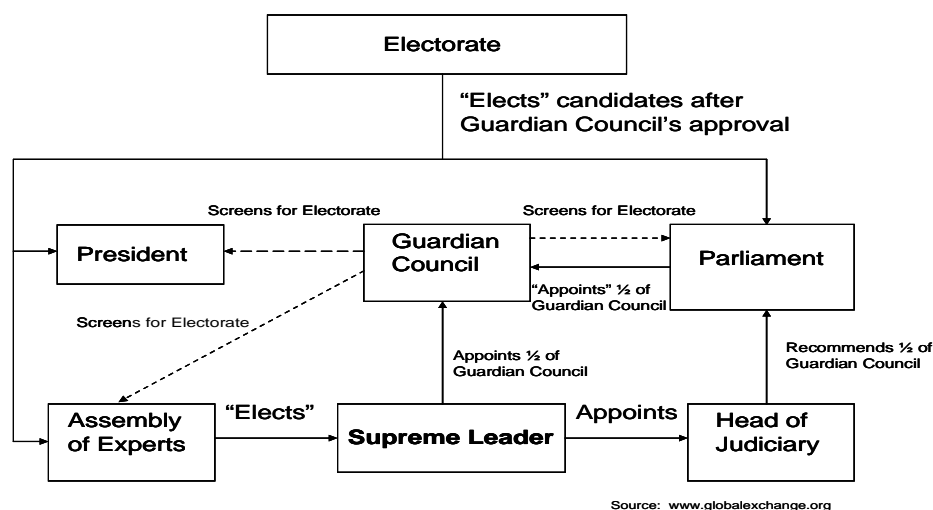 Electorate
“Elects” candidates after
Guardian Council’s approval
Screens for Electorate
Screens for Electorate
President
Guardian
Council
Parliament
“Appoints” ½ of
Guardian Council
Screens for Electorate
Appoints ½ of
Guardian Council
Recommends ½ of
Guardian Council
Assembly
of Experts
“Elects”
Supreme Leader
Appoints
Head of
Judiciary
Source: www.globalexchange.org